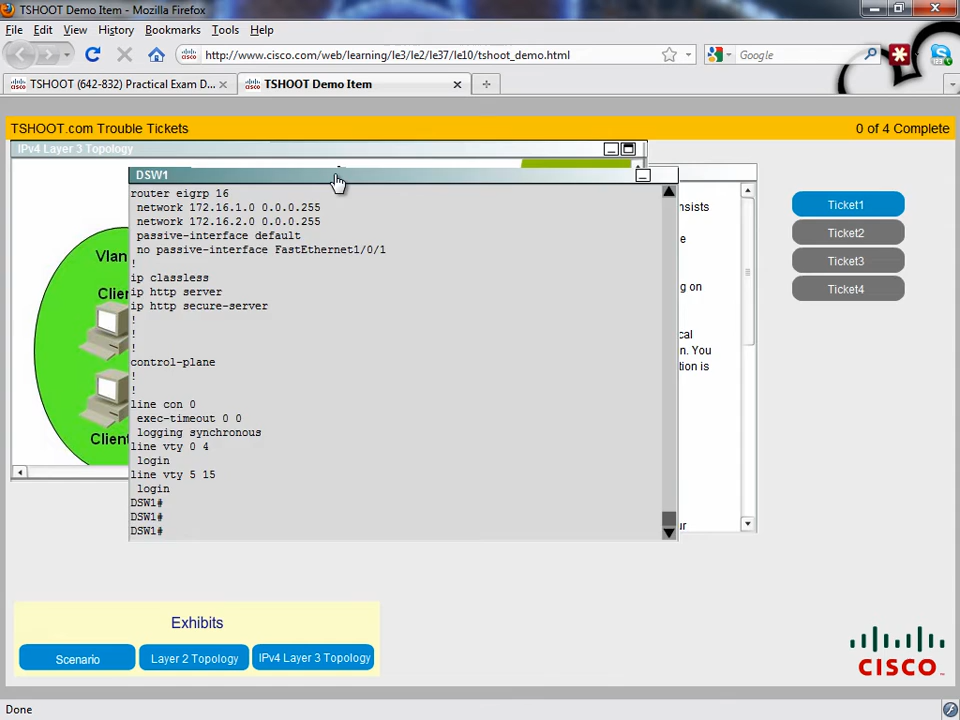 TSHOOT Demo Item - Mozilla Firefox
File Edit View History Bookmarks Tools Help
http://www.cisco.com/web/learning/le3/le2/le37/le10/tshoot_demo.html
Google
TSHOOT (642-832) Practical Exam D...
TSHOOT Demo Item
TSHOOT.com Trouble Tickets
0 of 4 Complete
IPv4 Layer 3 Topology
DSW1
router eigrp 16
network 172.16.1.0 0.0.0.255
network 172.16.2.0 0.0.0.255
passive-interface default
no passive-interface FastEthernet1/0/1
!
ip classless
ip http server
ip http secure-server
!
!
!
control-plane
!
!
line con 0
exec-timeout 0 0
logging synchronous
line vty 0 4
login
line vty 5 15
login
DSW1#
DSW1#
DSW1#
Vlan
Clien
Client
nsists
e
g on
cal
n. You
tion is
ur
Ticket1
Ticket2
Ticket3
Ticket4
Exhibits
Scenario
Layer 2 Topology
IPv4 Layer 3 Topology
CISCO
Done